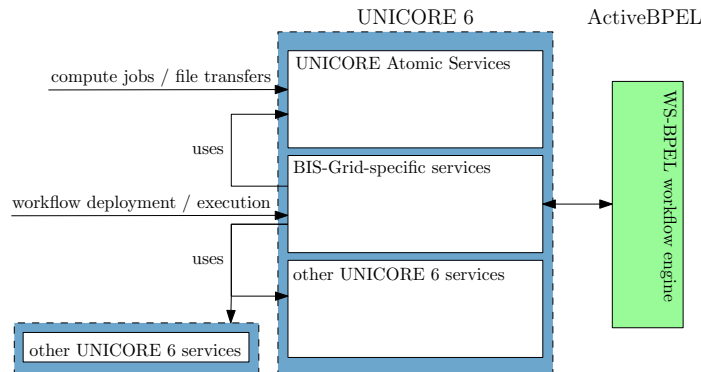 UNICORE 6
ActiveBPEL
UNICORE Atomic Services
compute jobs / file transfers
uses
BIS-Grid-specific services
workflow deployment / execution
uses
other UNICORE 6 services
other UNICORE 6 services
WS-BPEL workflow engine